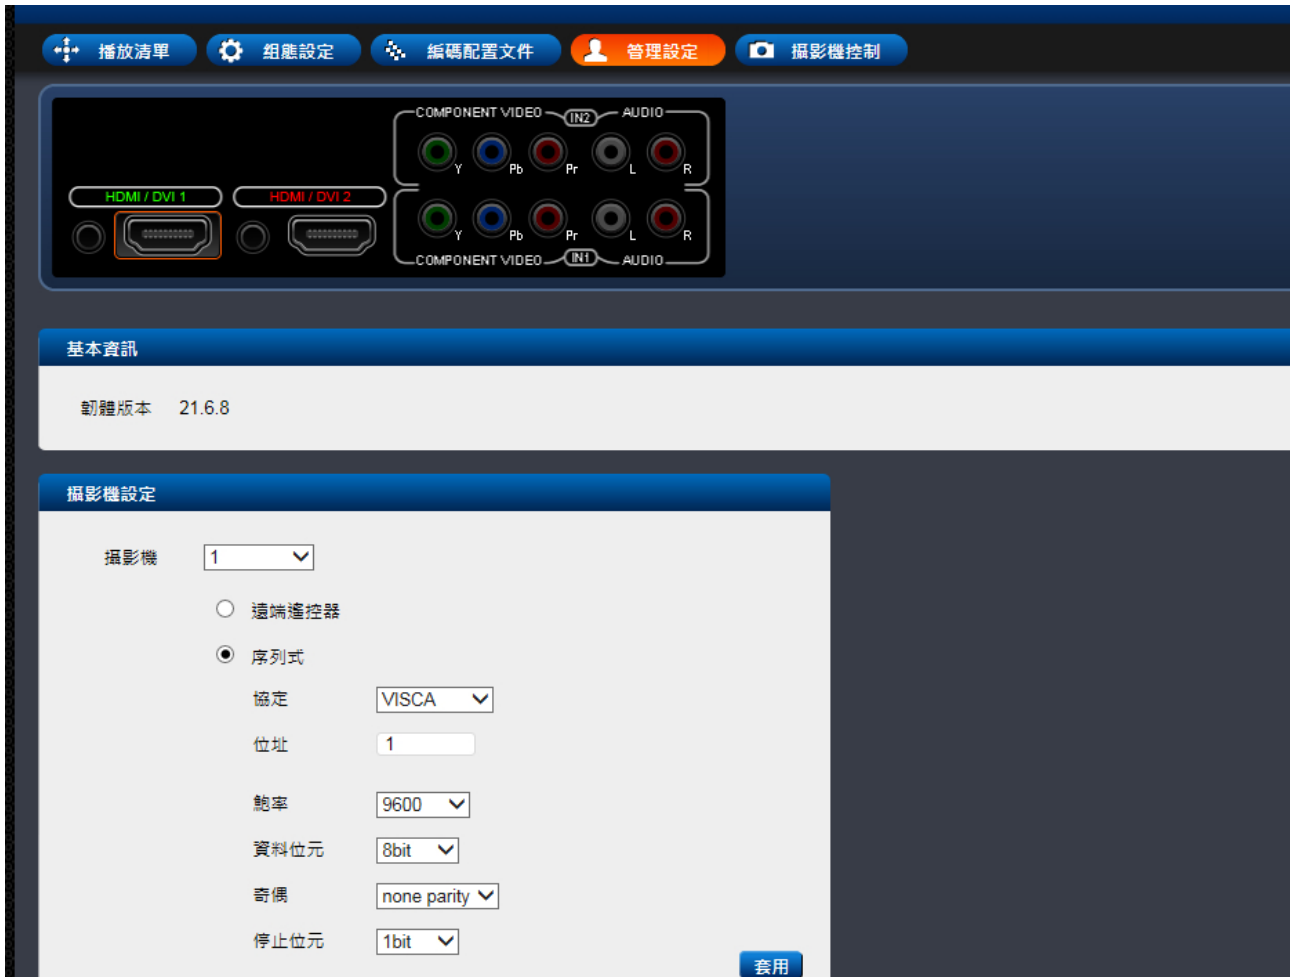 播放清單 組態設定 編碼配置文件 管理設定 攝影機控制
COMPONENT VIDEO IN2 AUDIO
Y Pb Pr L R
HDMI / DVI 1 HDMI / DVI 2
Y Pb Pr L R
COMPONENT VIDEO IN1 AUDIO
基本資訊
韌體版本 21.6.8
攝影機設定
攝影機 1
遠端遙控器
序列式
協定 VISCA
位址 1
鮑率 9600
資料位元 8bit
奇偶 none parity
停止位元 1bit
套用